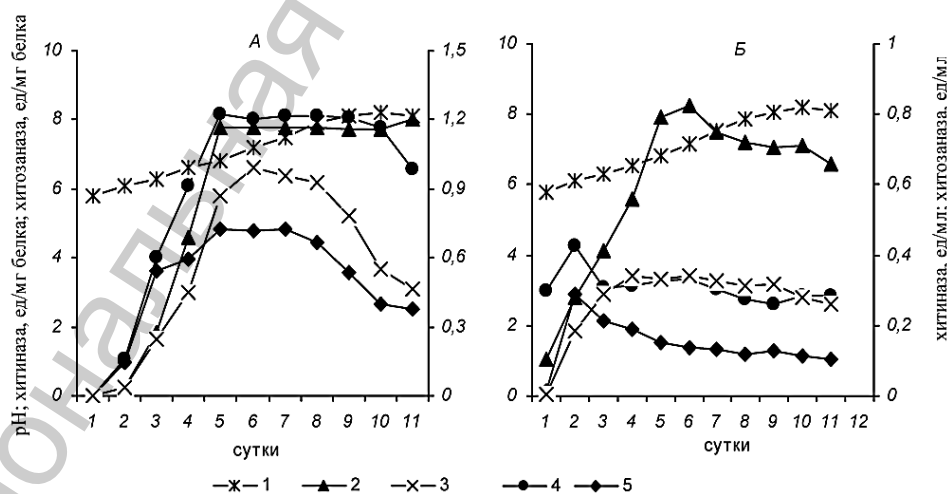 А
Б
pH; хитиназа, ед/мг белка; хитозаназа, ед/мг белка
10
8
6
4
2
0
1,5
1,2
0,9
0,6
0,3
0
1 2 3 4 5 6 7 8 9 10 11
сутки
10
8
6
4
2
0
1
0,8
0,6
0,4
0,2
0
1 2 3 4 5 6 7 8 9 10 11 12
сутки
хитиназа, ед/мл; хитозаназа, ед/мл
1 2 3 4 5
ональная